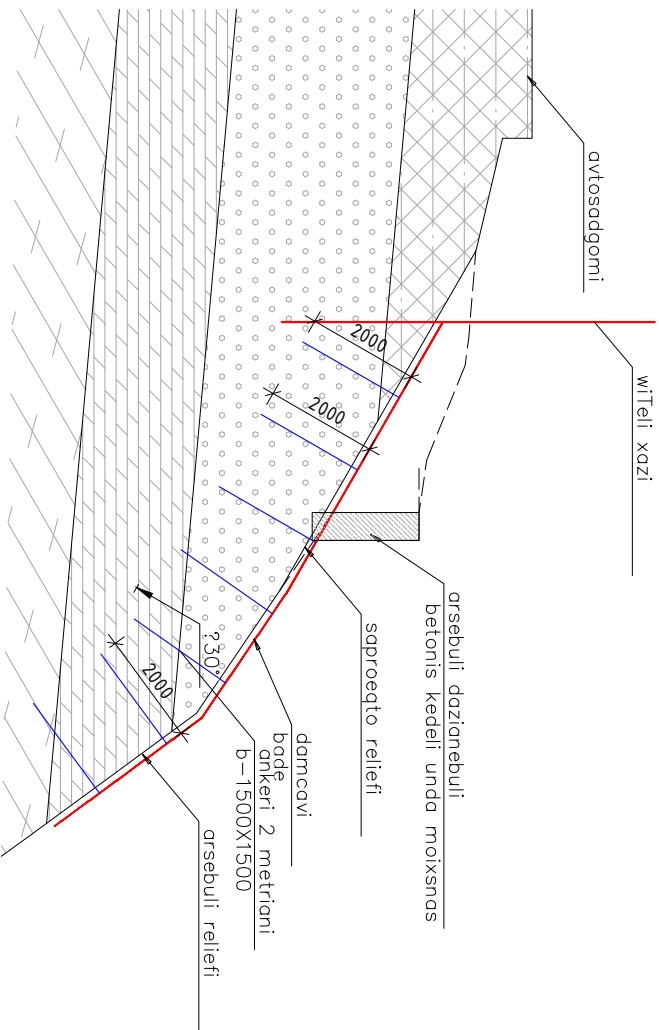 avtosadgomi
wiTeli xazi
2000
2000
arsebuli dazianebuli
betonis kedeli unda moixsnas
saproeqto reliefi
?30°
2000
damcavi
bade
ankeri 2 metriani
b-1500X1500
arsebuli reliefi